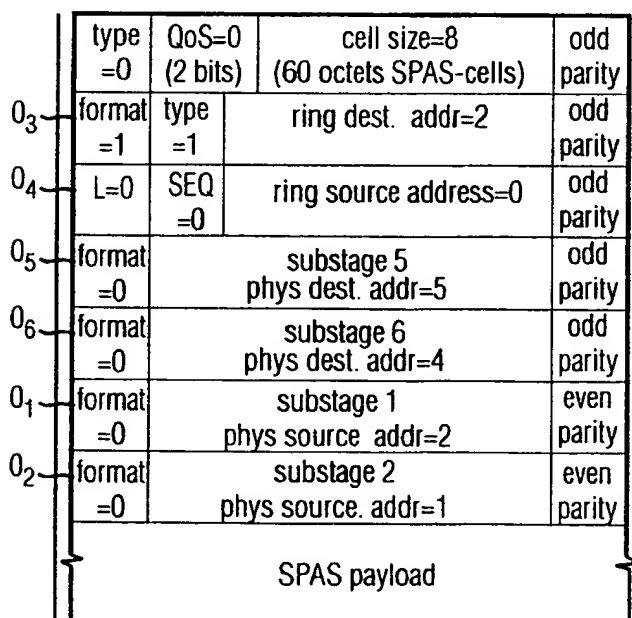 type QoS=0 cell size=8 odd
=0 (2 bits) (60 octets SPAS-cells) parity
O3 format type ring dest. addr=2 odd
=1 =1 parity
O4 L=0 SEQ ring source address=0 odd
=0 parity
O5 format substage 5 odd
=0 phys dest. addr=5 parity
O6 format substage 6 odd
=0 phys dest. addr=4 parity
O1 format substage 1 even
=0 phys source addr=2 parity
O2 format substage 2 even
=0 phys source. addr=1 parity
SPAS payload